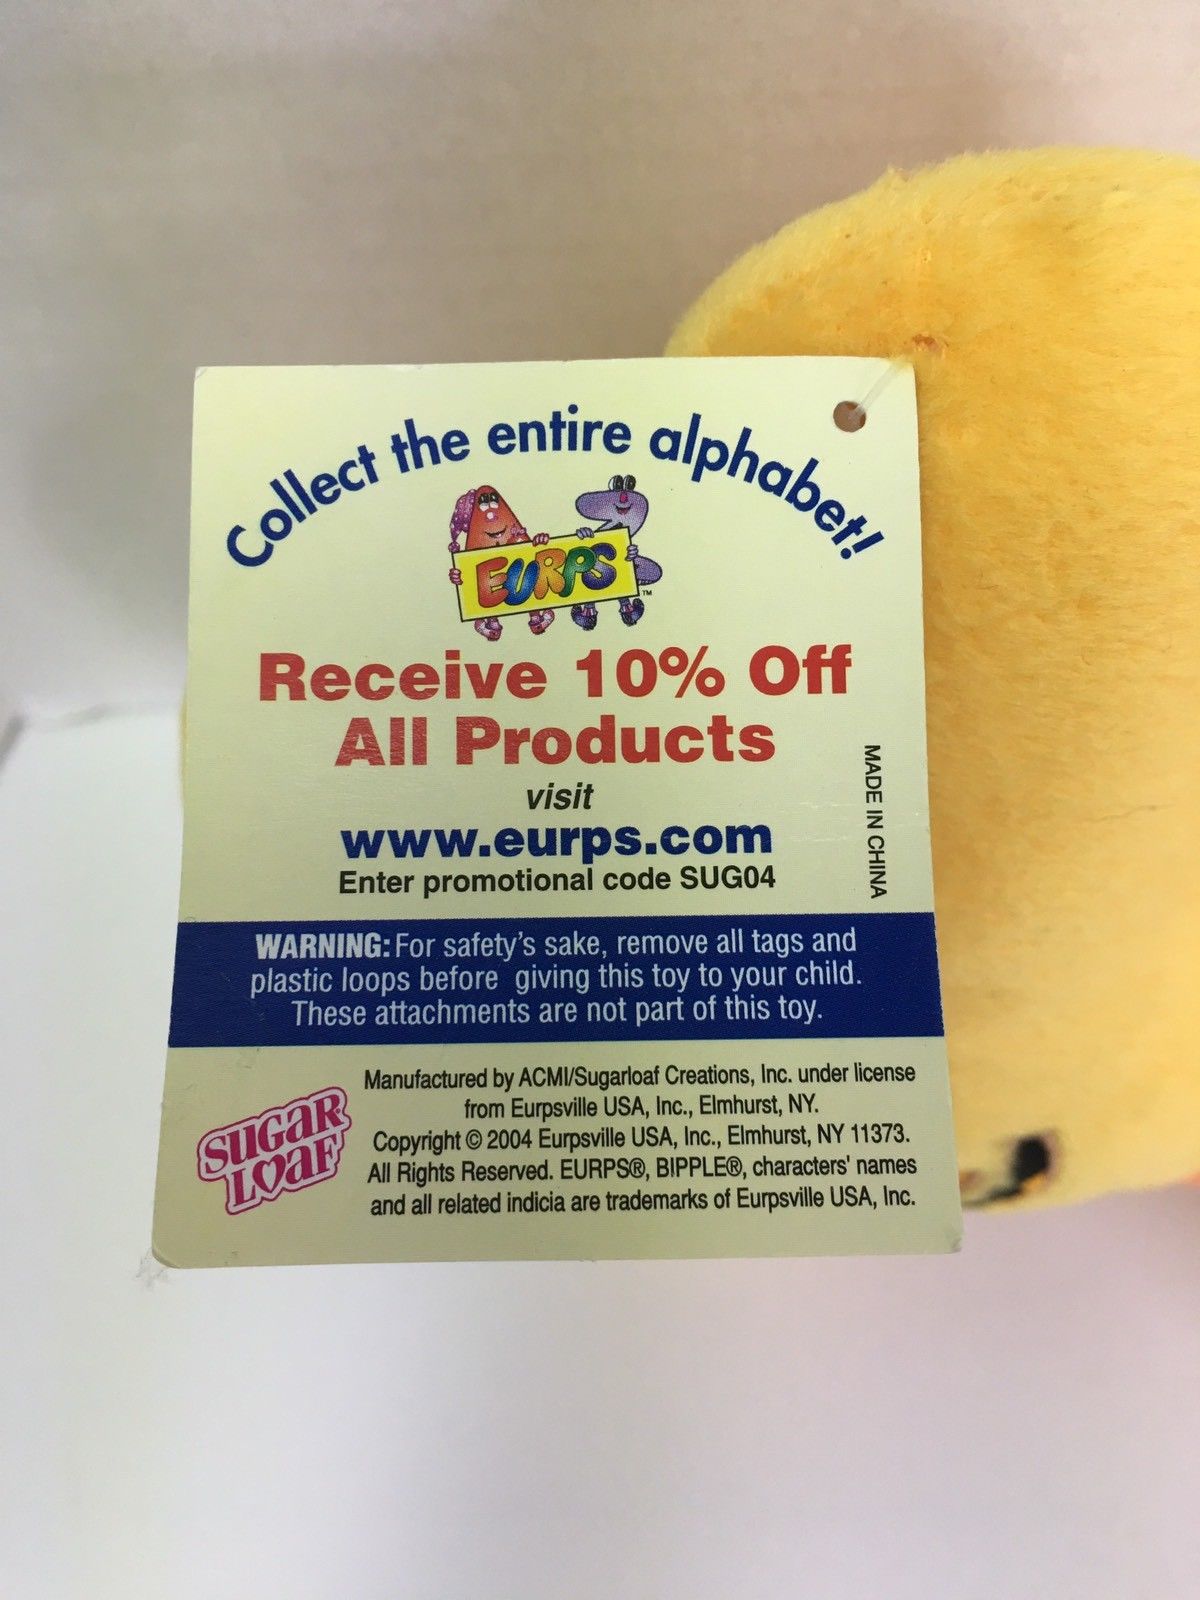 Collect the entire alphabet!
EURPS™
Receive 10% Off
All Products
visit
www.eurps.com
Enter promotional code SUG04
MADE IN CHINA
WARNING: For safety's sake, remove all tags and
plastic loops before giving this toy to your child.
These attachments are not part of this toy.
SUGAR
LOAF
Manufactured by ACMI/Sugarloaf Creations, Inc. under license
from Eurpsville USA, Inc., Elmhurst, NY.
Copyright © 2004 Eurpsville USA, Inc., Elmhurst, NY 11373.
All Rights Reserved. EURPS®, BIPPLE®, characters' names
and all related indicia are trademarks of Eurpsville USA, Inc.